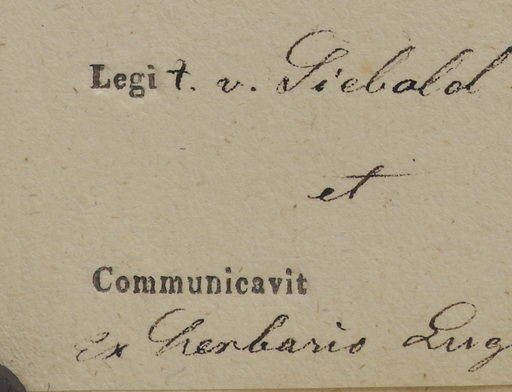 Legit. v. Siebold
et
Communicavit
ex herbario Lug